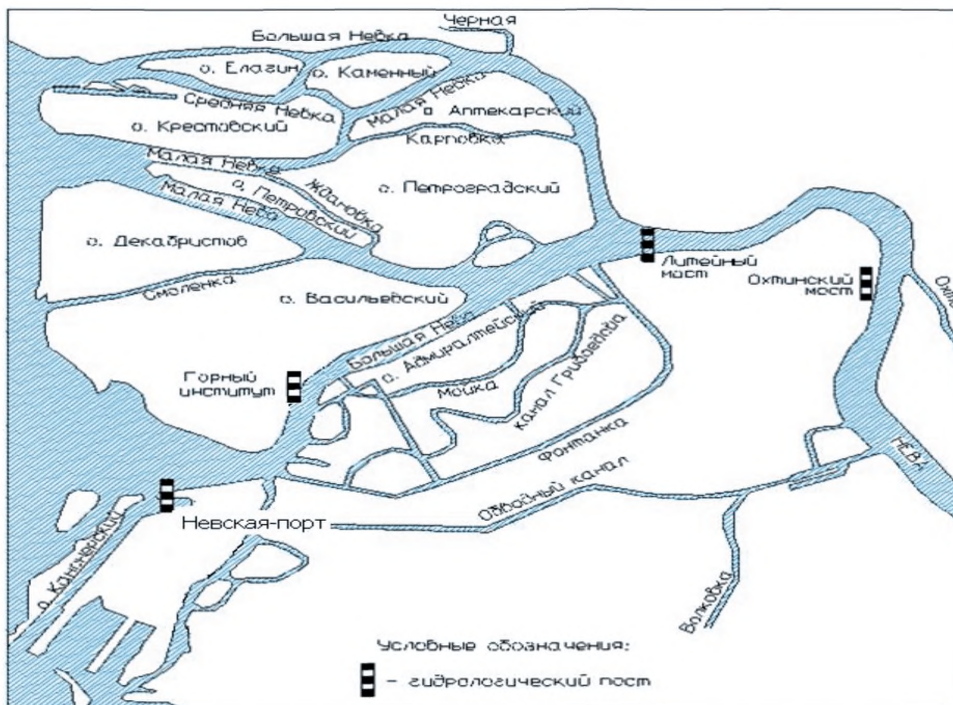 Черная
Большая Невка
о. Елагин
о. Каменный
Средняя Невка
Малая Невка
о Аптекарский
о. Крестовский
Карповка
Малая Невка
Ждановка
о. Петровский
о. Петроградский
Малая Нева
о. Декабристов
Литейный
мост
Охтинский
мост
Охта
Смоленка
о. Васильевский
Большая Нева
о. Адмиралтейский
Горный
институт
Мойка
канал Грибоедова
Фонтанка
НЕВА
Обводный канал
Невская-порт
о. Канонерский
Волковка
Условные обозначения:
- гидрологический пост